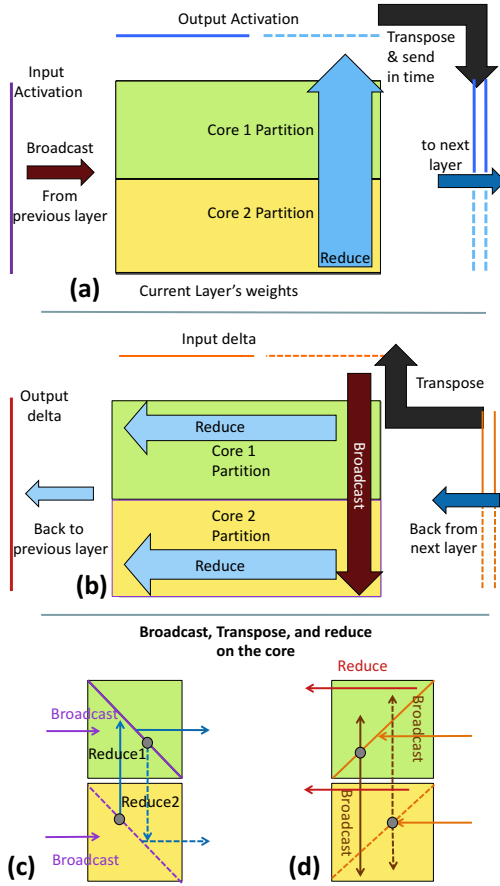 Output Activation
Transpose
& send
in time
Input
Activation
Broadcast
From
previous layer
Core 1 Partition
Core 2 Partition
Reduce
to next
layer
(a)
Current Layer's weights
Input delta
Transpose
Output
delta
Reduce
Core 1
Partition
Broadcast
Core 2
Partition
Reduce
Back to
previous layer
Back from
next layer
(b)
Broadcast, Transpose, and reduce
on the core
Broadcast
Reduce1
Reduce2
Broadcast
(c)
Reduce
Broadcast
Broadcast
(d)